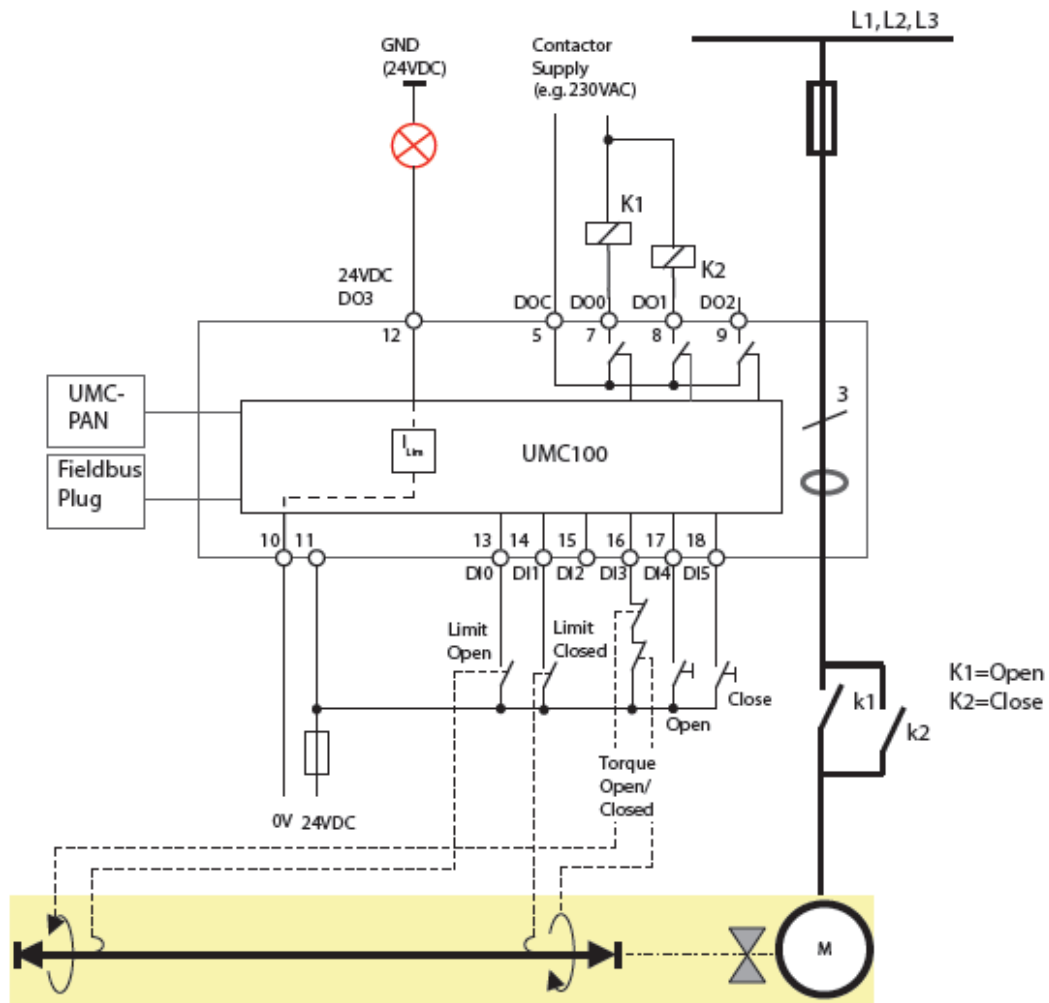 L1, L2, L3
GND
(24VDC)
Contactor
Supply
(e.g. 230VAC)
K1
K2
24VDC
DO3
DOC
DO0
DO1
DO2
12
5
7
8
9
UMC-
PAN
Fieldbus
Plug
I Lim
UMC100
3
10
11
13
14
15
16
17
18
DI0
DI1
DI2
DI3
DI4
DI5
Limit
Open
Limit
Closed
Close
Open
K1=Open
K2=Close
k1
k2
Torque
Open/
Closed
0V
24VDC
M